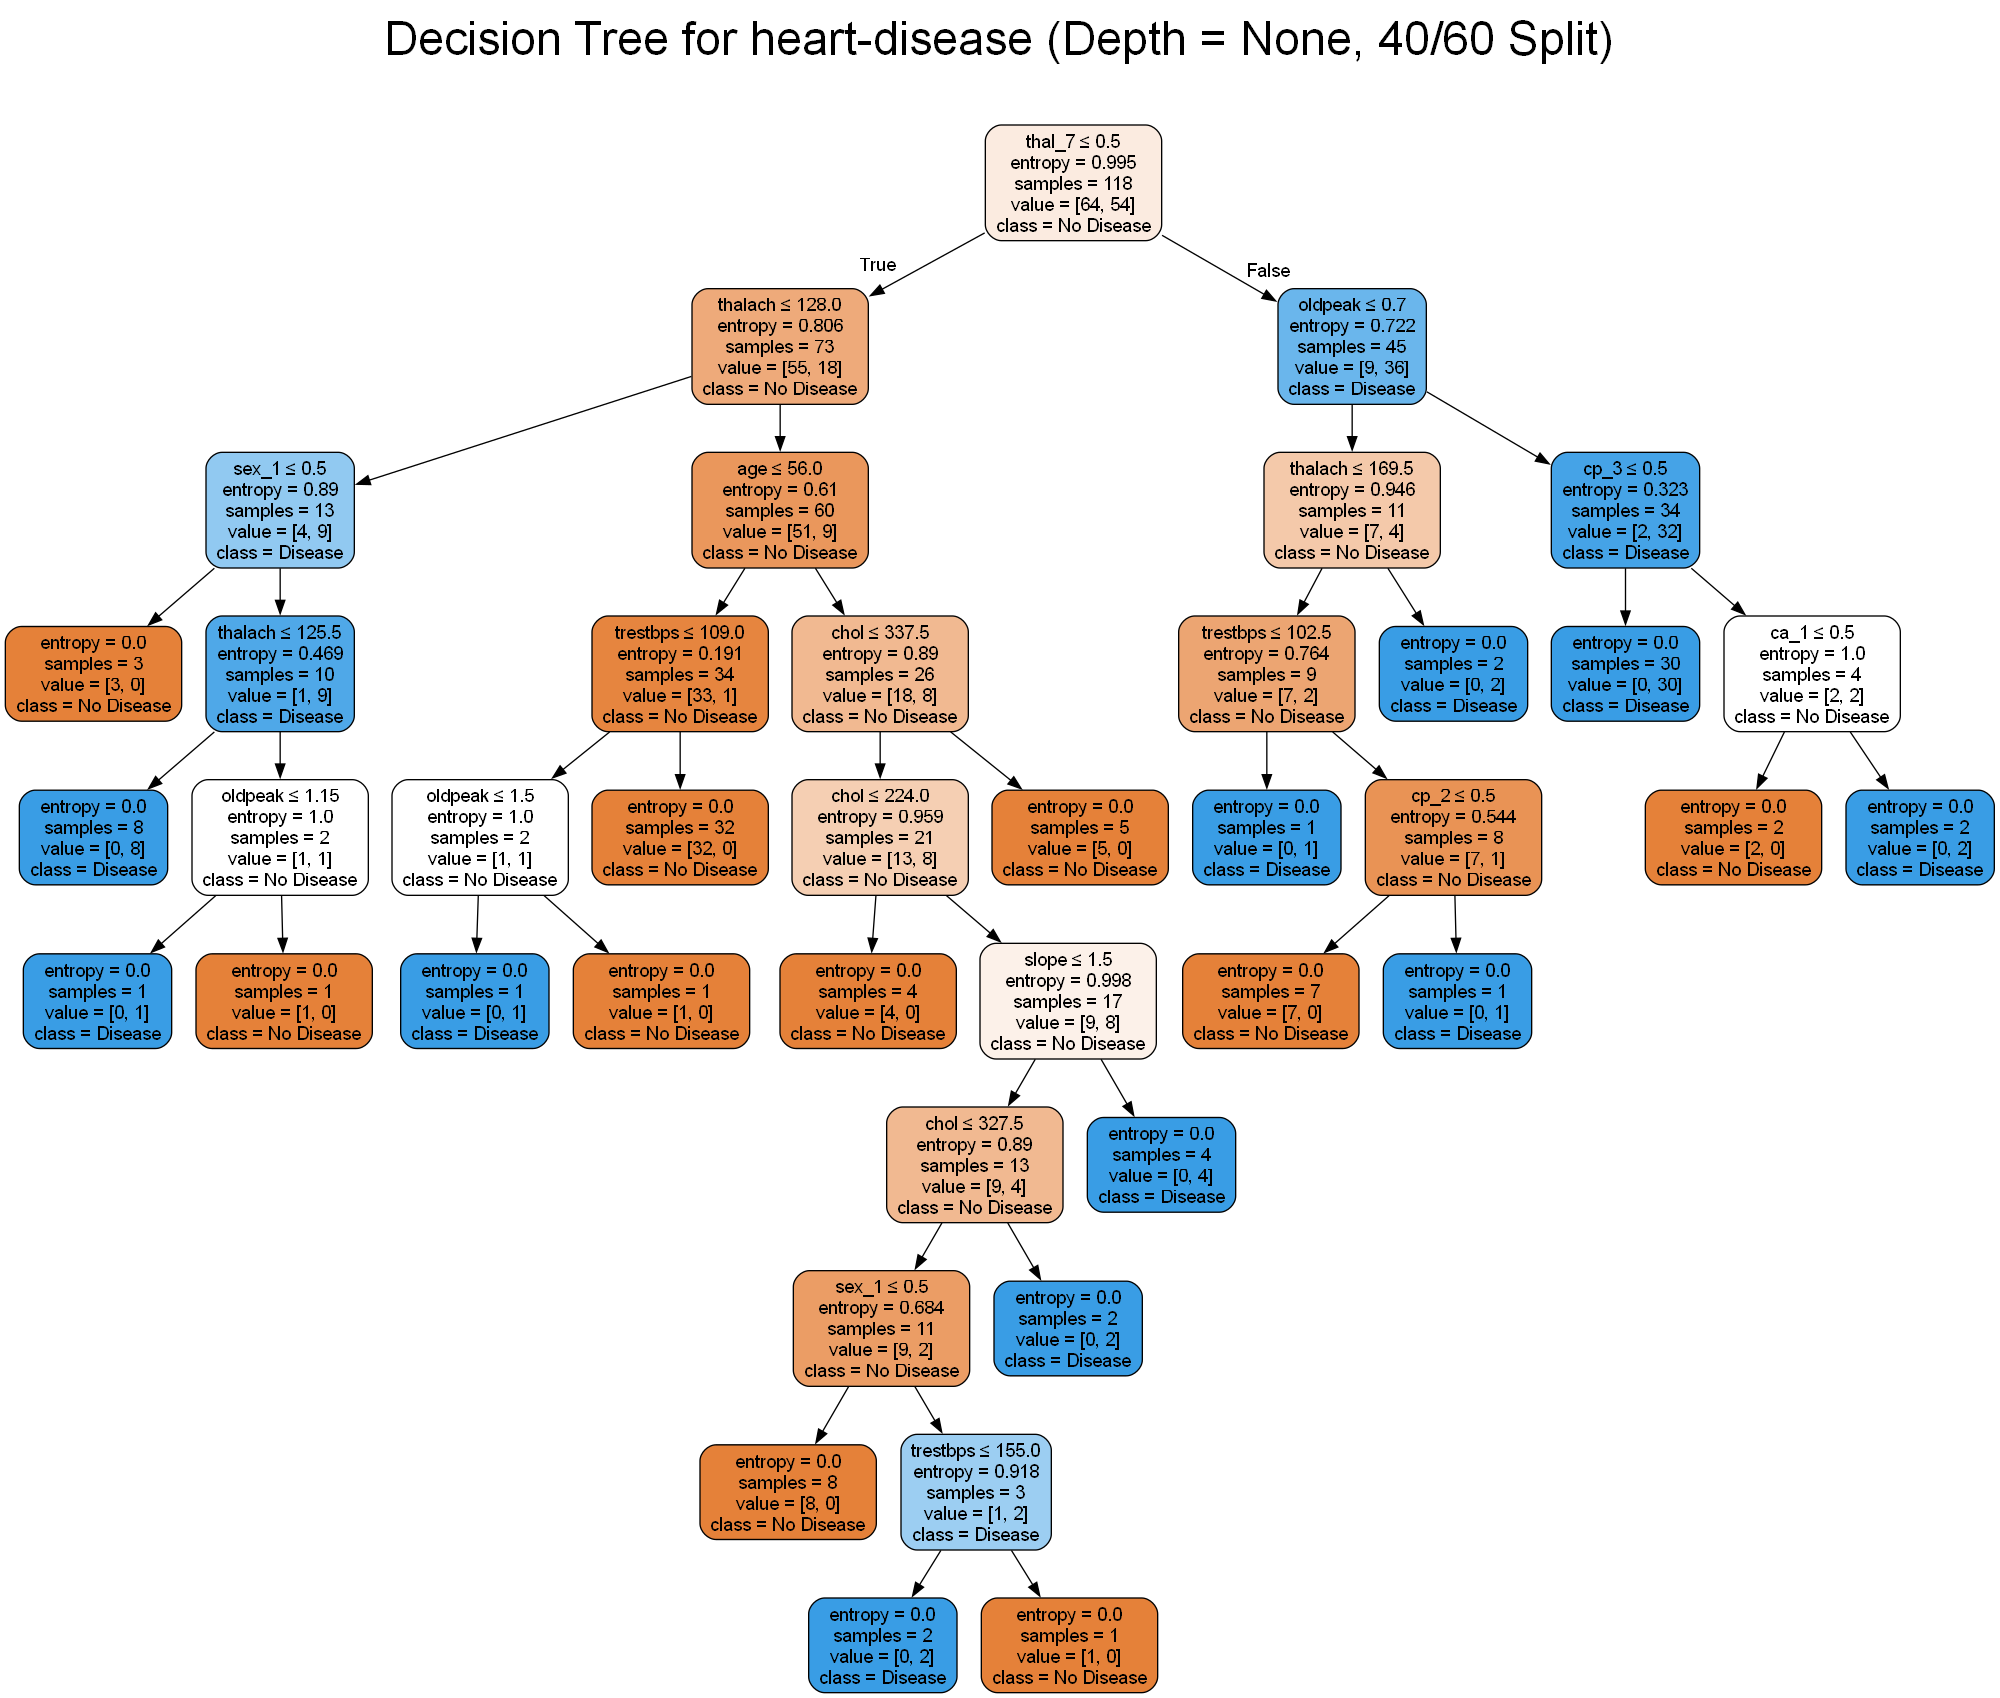 Decision Tree for heart-disease (Depth = None, 40/60 Split)
thal_7 ≤ 0.5
entropy = 0.995
samples = 118
value = [64, 54]
class = No Disease
True
False
thalach ≤ 128.0
entropy = 0.806
samples = 73
value = [55, 18]
class = No Disease
oldpeak ≤ 0.7
entropy = 0.722
samples = 45
value = [9, 36]
class = Disease
sex_1 ≤ 0.5
entropy = 0.89
samples = 13
value = [4, 9]
class = Disease
age ≤ 56.0
entropy = 0.61
samples = 60
value = [51, 9]
class = No Disease
thalach ≤ 169.5
entropy = 0.946
samples = 11
value = [7, 4]
class = No Disease
cp_3 ≤ 0.5
entropy = 0.323
samples = 34
value = [2, 32]
class = Disease
entropy = 0.0
samples = 3
value = [3, 0]
class = No Disease
thalach ≤ 125.5
entropy = 0.469
samples = 10
value = [1, 9]
class = Disease
trestbps ≤ 109.0
entropy = 0.191
samples = 34
value = [33, 1]
class = No Disease
chol ≤ 337.5
entropy = 0.89
samples = 26
value = [18, 8]
class = No Disease
trestbps ≤ 102.5
entropy = 0.764
samples = 9
value = [7, 2]
class = No Disease
entropy = 0.0
samples = 2
value = [0, 2]
class = Disease
entropy = 0.0
samples = 30
value = [0, 30]
class = Disease
ca_1 ≤ 0.5
entropy = 1.0
samples = 4
value = [2, 2]
class = No Disease
entropy = 0.0
samples = 8
value = [0, 8]
class = Disease
oldpeak ≤ 1.15
entropy = 1.0
samples = 2
value = [1, 1]
class = No Disease
oldpeak ≤ 1.5
entropy = 1.0
samples = 2
value = [1, 1]
class = No Disease
entropy = 0.0
samples = 32
value = [32, 0]
class = No Disease
chol ≤ 224.0
entropy = 0.959
samples = 21
value = [13, 8]
class = No Disease
entropy = 0.0
samples = 5
value = [5, 0]
class = No Disease
entropy = 0.0
samples = 1
value = [0, 1]
class = Disease
cp_2 ≤ 0.5
entropy = 0.544
samples = 8
value = [7, 1]
class = No Disease
entropy = 0.0
samples = 2
value = [2, 0]
class = No Disease
entropy = 0.0
samples = 2
value = [0, 2]
class = Disease
entropy = 0.0
samples = 1
value = [0, 1]
class = Disease
entropy = 0.0
samples = 1
value = [1, 0]
class = No Disease
entropy = 0.0
samples = 1
value = [0, 1]
class = Disease
entropy = 0.0
samples = 1
value = [1, 0]
class = No Disease
entropy = 0.0
samples = 4
value = [4, 0]
class = No Disease
slope ≤ 1.5
entropy = 0.998
samples = 17
value = [9, 8]
class = No Disease
entropy = 0.0
samples = 7
value = [7, 0]
class = No Disease
entropy = 0.0
samples = 1
value = [0, 1]
class = Disease
chol ≤ 327.5
entropy = 0.89
samples = 13
value = [9, 4]
class = No Disease
entropy = 0.0
samples = 4
value = [0, 4]
class = Disease
sex_1 ≤ 0.5
entropy = 0.684
samples = 11
value = [9, 2]
class = No Disease
entropy = 0.0
samples = 2
value = [0, 2]
class = Disease
entropy = 0.0
samples = 8
value = [8, 0]
class = No Disease
trestbps ≤ 155.0
entropy = 0.918
samples = 3
value = [1, 2]
class = Disease
entropy = 0.0
samples = 2
value = [0, 2]
class = Disease
entropy = 0.0
samples = 1
value = [1, 0]
class = No Disease